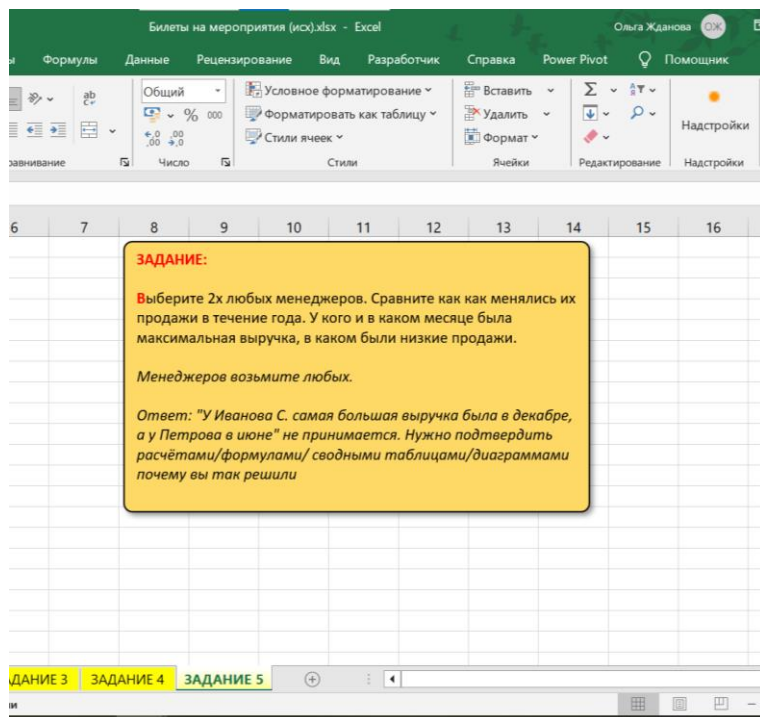 Билеты на мероприятия (исх).xlsx - Excel
Ольга Жданова ОЖ
ы Формулы Данные Рецензирование Вид Разработчик Справка Power Pivot Помощник
Общий
% 000
Условное форматирование
Форматировать как таблицу
Стили ячеек
Вставить
Удалить
Формат
Надстройки
равнивание Число Стили Ячейки Редактирование Надстройки
6 7 8 9 10 11 12 13 14 15 16
ЗАДАНИЕ:
Выберите 2х любых менеджеров. Сравните как как менялись их
продажи в течение года. У кого и в каком месяце была
максимальная выручка, в каком были низкие продажи.
Менеджеров возьмите любых.
Ответ: "У Иванова С. самая большая выручка была в декабре,
а у Петрова в июне" не принимается. Нужно подтвердить
расчётами/формулами/ сводными таблицами/диаграммами
почему вы так решили
АДАНИЕ 3 ЗАДАНИЕ 4 ЗАДАНИЕ 5